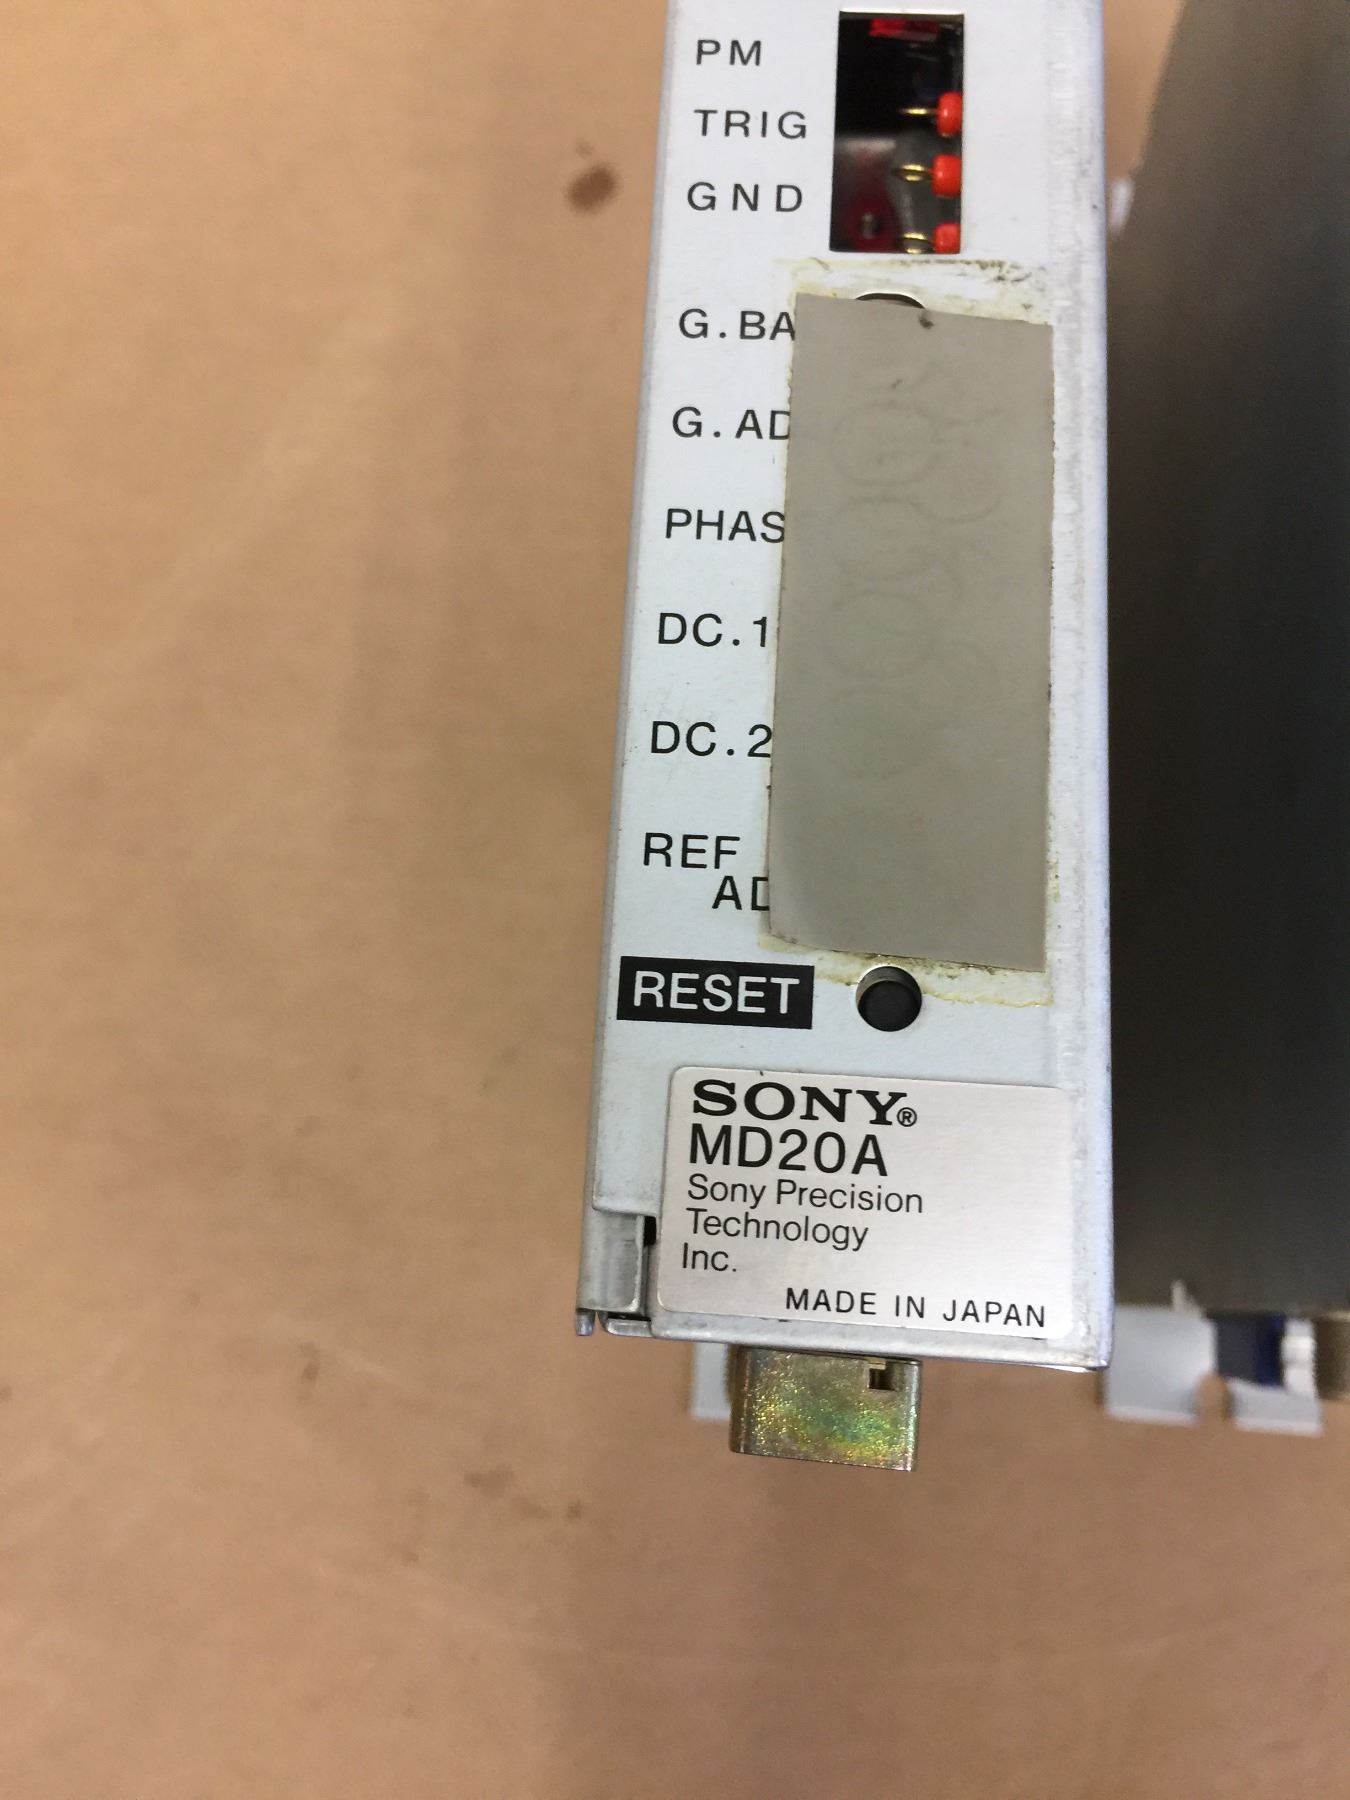 PM
TRIG
GND
G.BA
G.AD
PHAS
DC.1
DC.2
REF
AD
RESET
SONY®
MD20A
Sony Precision
Technology
Inc.
MADE IN JAPAN